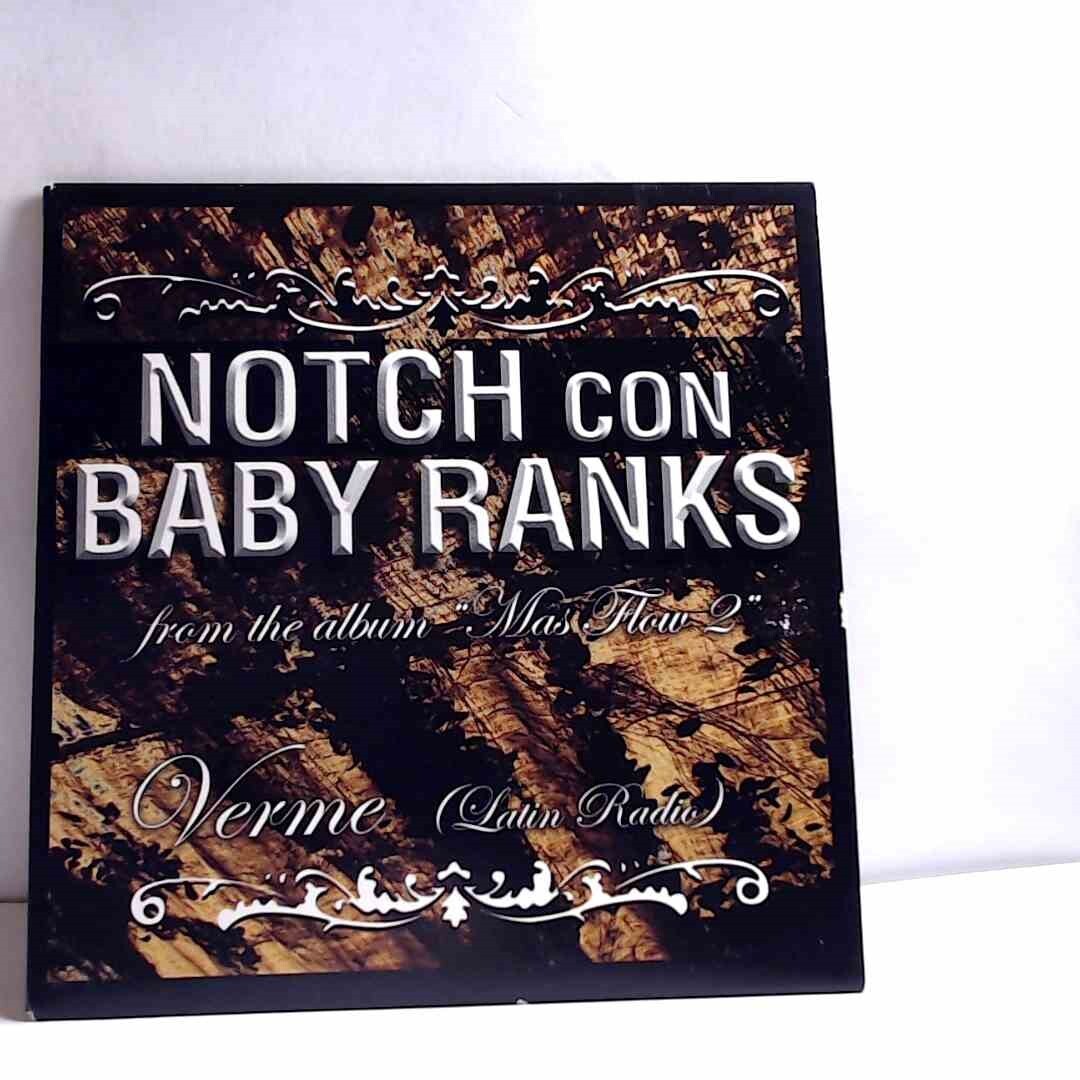 NOTCH CON
BABY RANKS
from the album "Mas Flow 2"
Verme (Latin Radio)